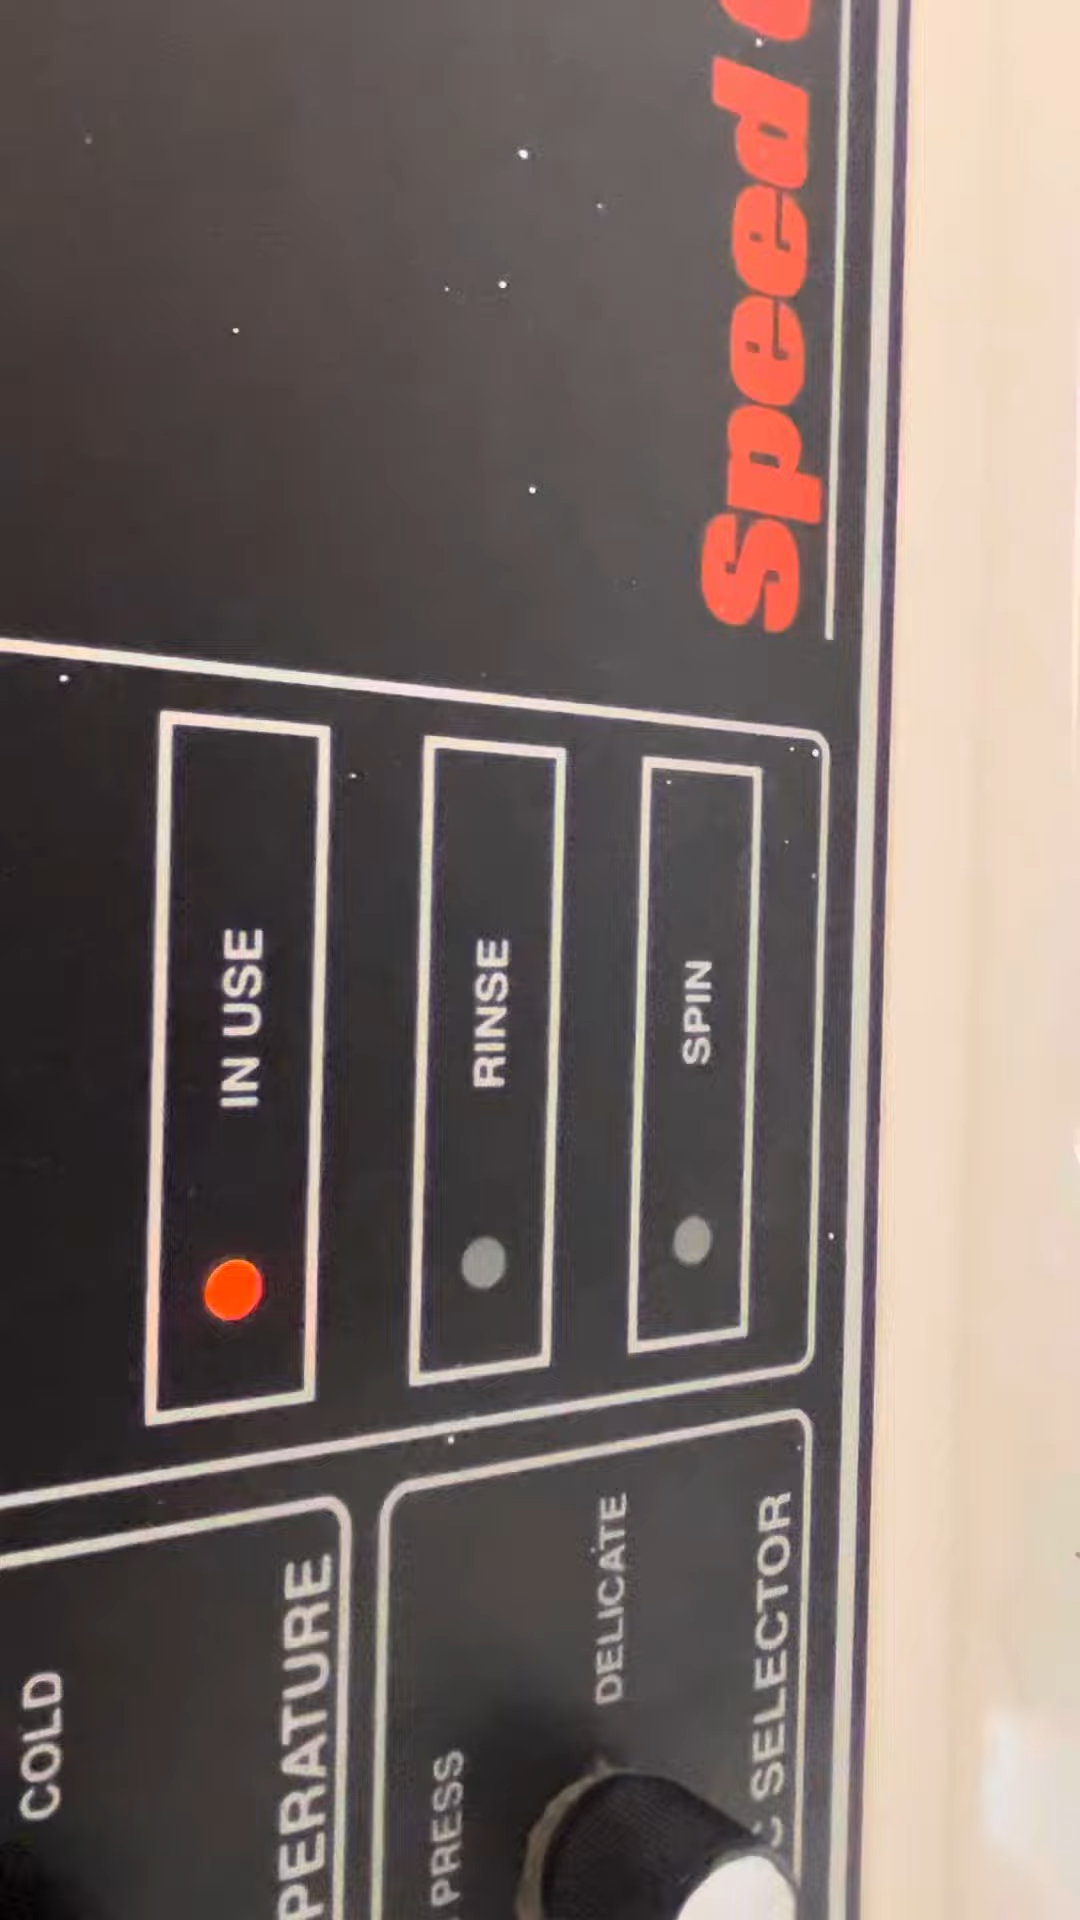 Speed
IN USE
RINSE
SPIN
COLD
PERATURE
PRESS
DELICATE
C SELECTOR